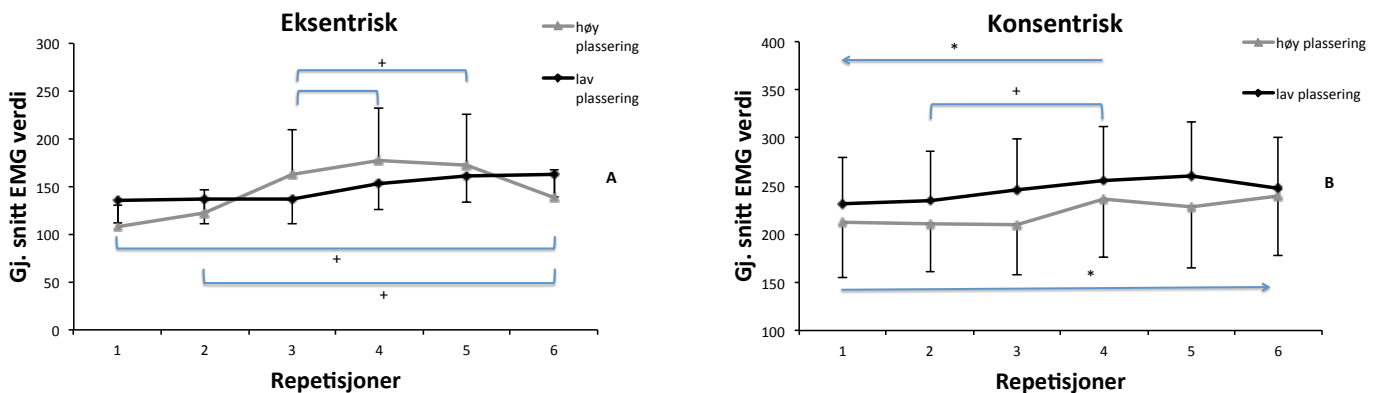 Eksentrisk
høy
plassering
lav
plassering
Gj. snitt EMG verdi
300
250
200
150
100
50
0
+
+
+
A
1 2 3 4 5 6
Repetisjoner
Konsentrisk
høy plassering
lav plassering
Gj. snitt EMG verdi
400
350
300
250
200
150
100
*
+
*
B
1 2 3 4 5 6
Repetisjoner